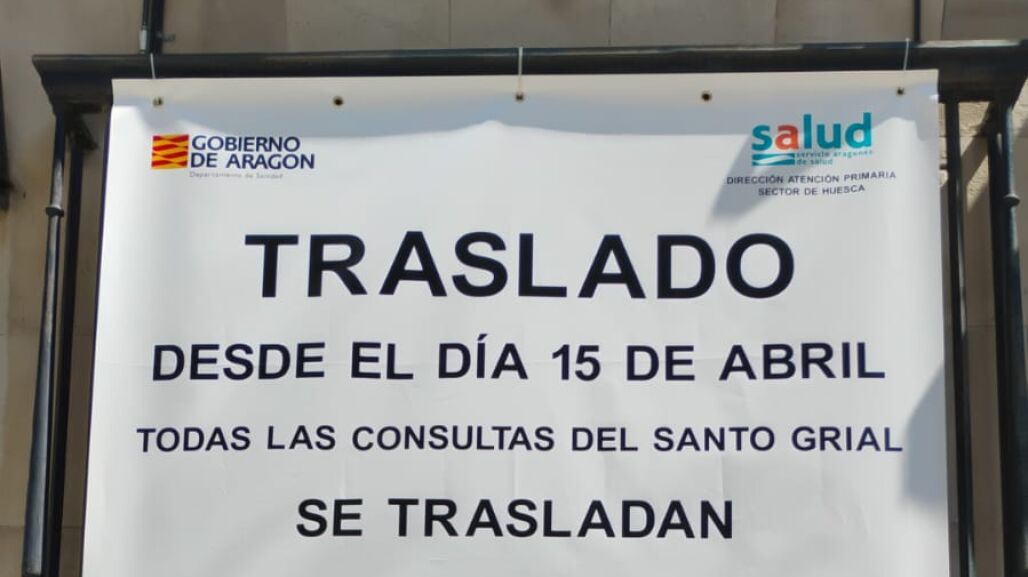 GOBIERNO
DE ARAGON
Departamento de Sanidad
salud
servicio aragones
de salud
DIRECCIÓN ATENCIÓN PRIMARIA
SECTOR DE HUESCA
TRASLADO
DESDE EL DÍA 15 DE ABRIL
TODAS LAS CONSULTAS DEL SANTO GRIAL
SE TRASLADAN